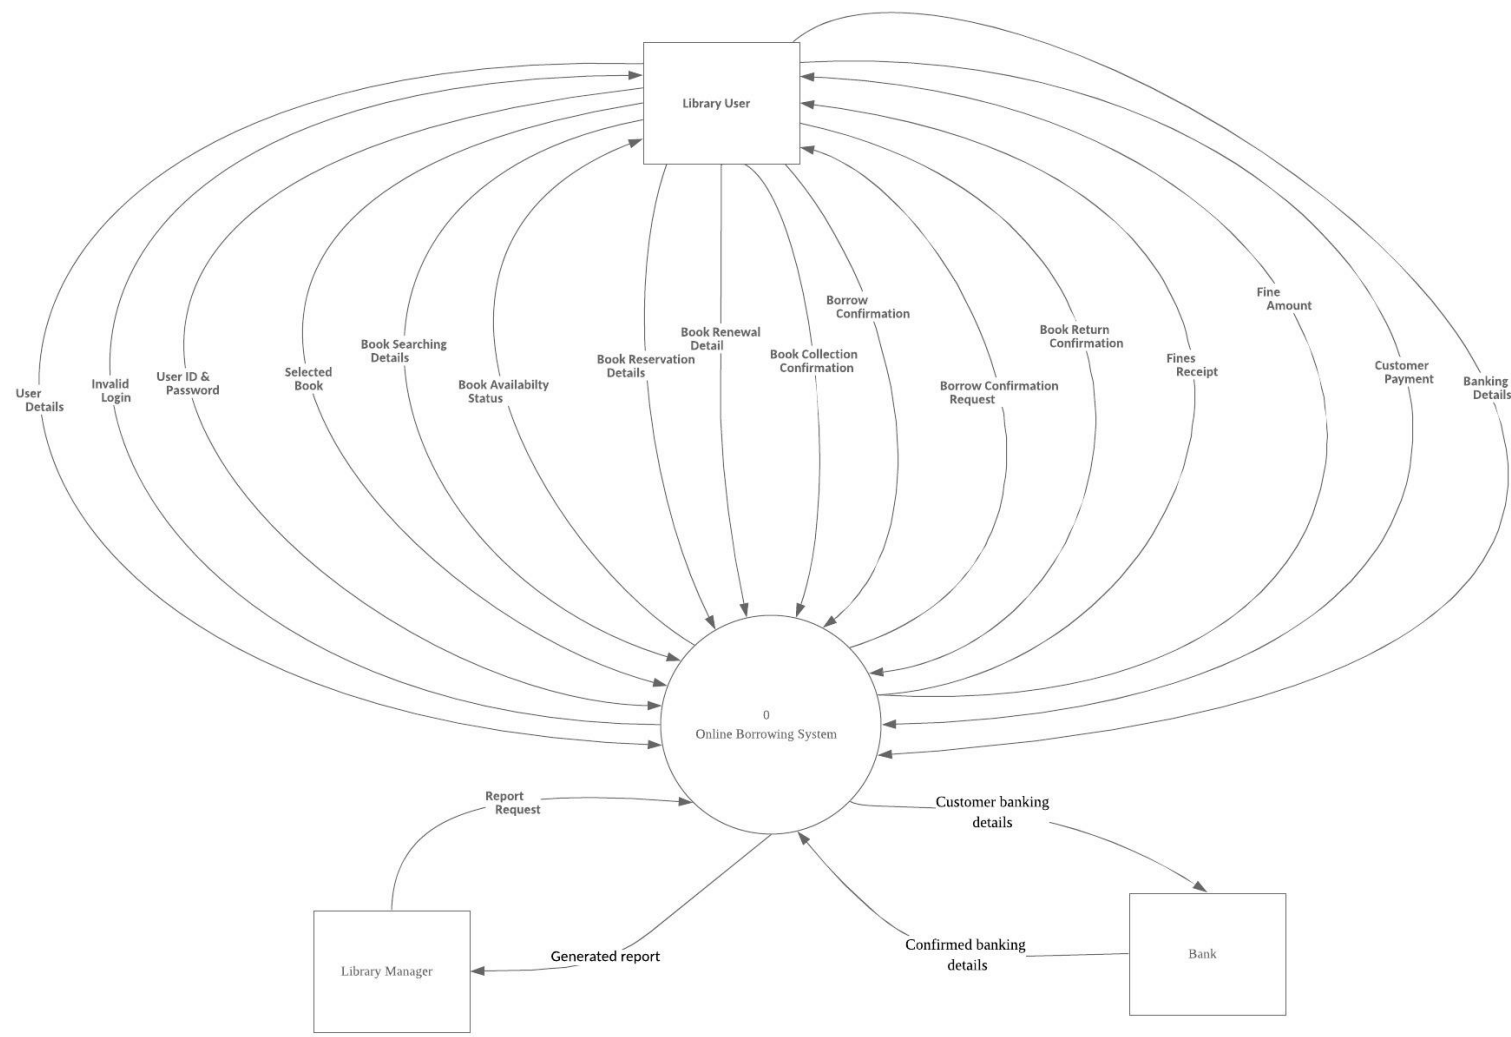 Library User
Fine
Amount
Borrow
Confirmation
Book Renewal
Detail
Book Return
Confirmation
Book Searching
Details
Book Reservation
Details
Book Collection
Confirmation
Fines
Receipt
Customer
Payment
Selected
Book
User ID &
Password
Invalid
Login
Book Availabilty
Status
Borrow Confirmation
Request
Banking
Details
User
Details
0
Online Borrowing System
Report
Request
Customer banking
details
Generated report
Confirmed banking
details
Library Manager
Bank